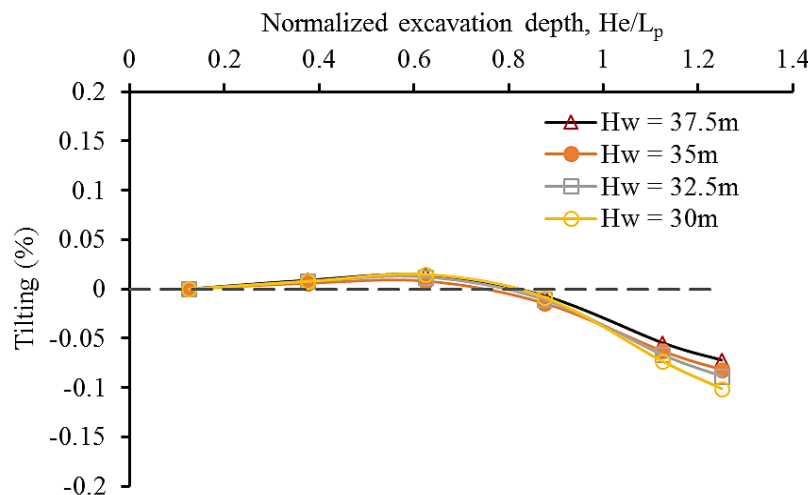 Normalized excavation depth, He/Lp
0 0.2 0.4 0.6 0.8 1 1.2 1.4
0.2
0.15
0.1
0.05
0
-0.05
-0.1
-0.15
-0.2
Tilting (%)
Hw = 37.5m
Hw = 35m
Hw = 32.5m
Hw = 30m